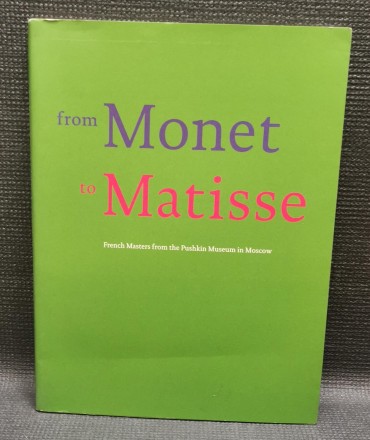 from Monet
to Matisse
French Masters from the Pushkin Museum in Moscow